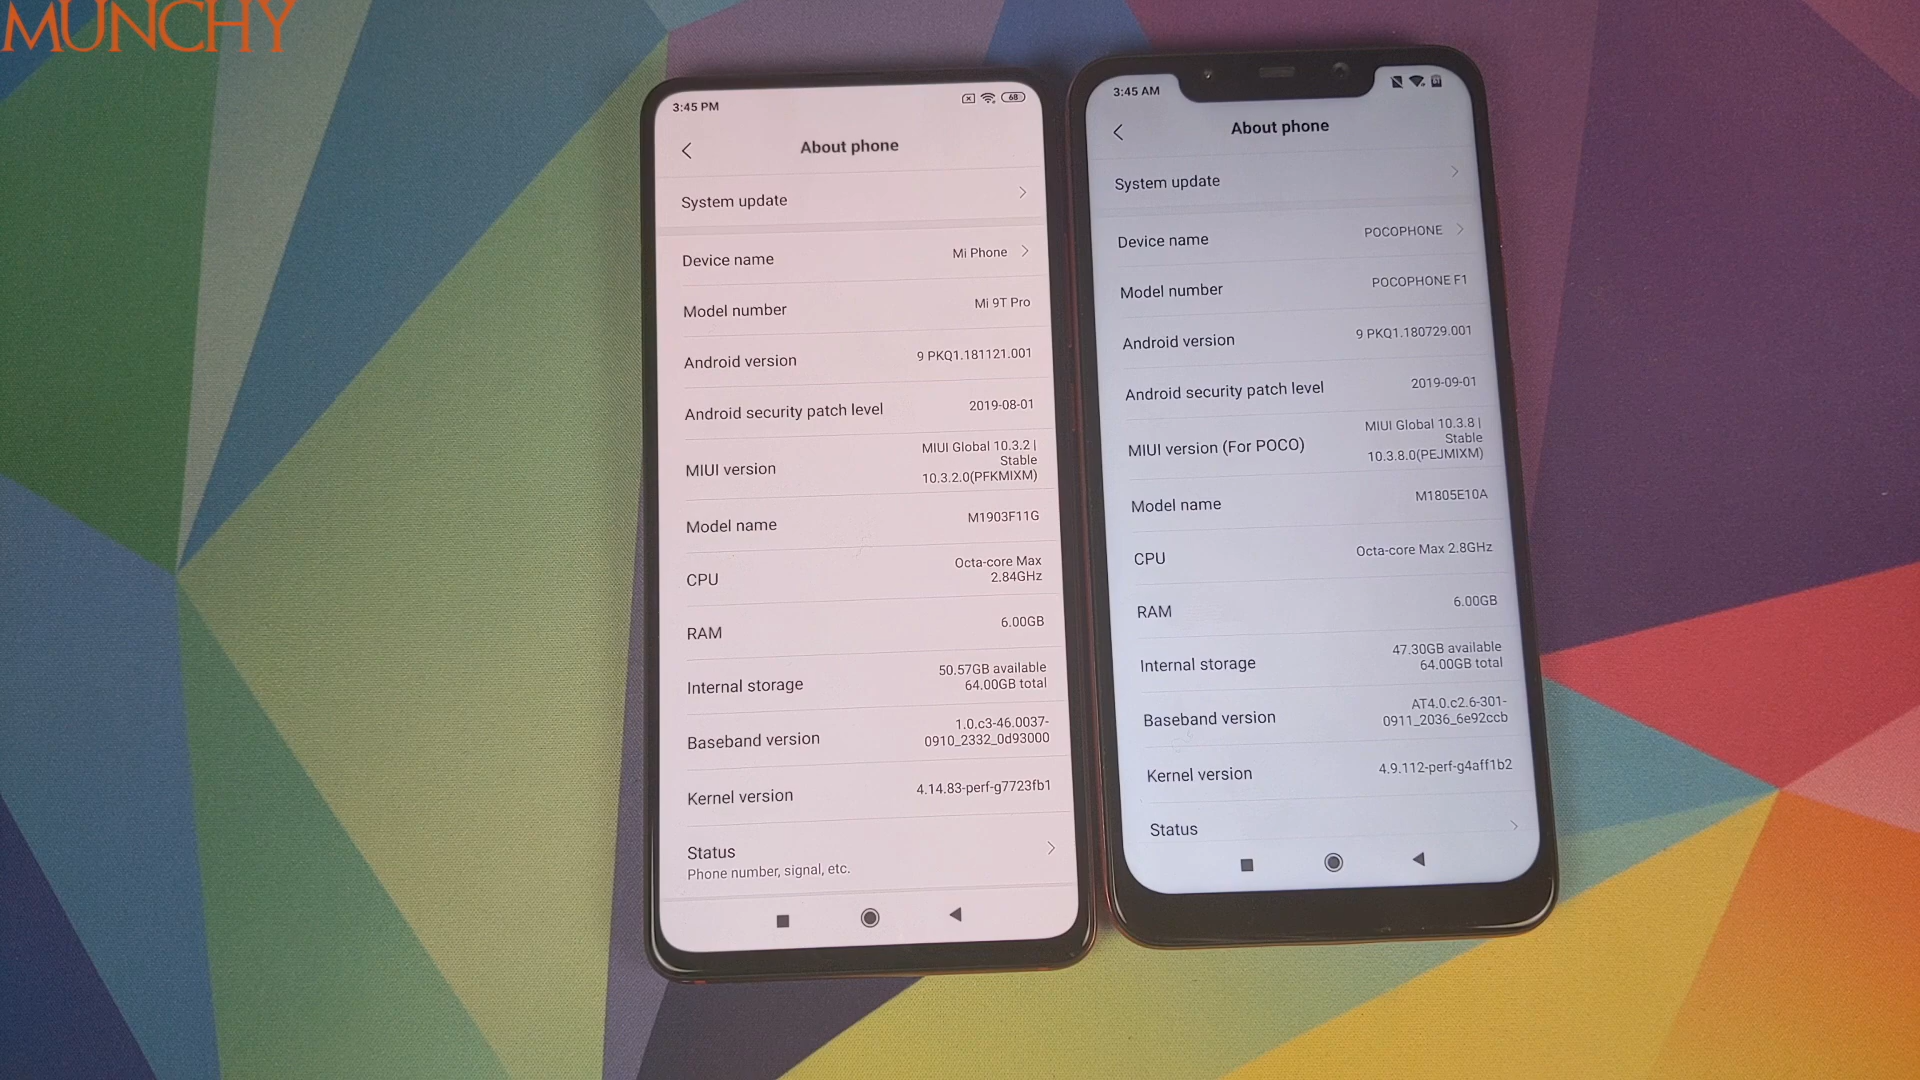 MUNCHY
3:45 PM
68
About phone
System update
Device name
Mi Phone
Model number
Mi 9T Pro
Android version
9 PKQ1.181121.001
Android security patch level
2019-08-01
MIUI version
MIUI Global 10.3.2 |
Stable
10.3.2.0(PFKMIXM)
Model name
M1903F11G
CPU
Octa-core Max
2.84GHz
RAM
6.00GB
Internal storage
50.57GB available
64.00GB total
Baseband version
1.0.c3-46.0037-
0910_2332_0d93000
Kernel version
4.14.83-perf-g7723fb1
Status
Phone number, signal, etc.
3:45 AM
About phone
System update
Device name
POCOPHONE
Model number
POCOPHONE F1
Android version
9 PKQ1.180729.001
Android security patch level
2019-09-01
MIUI version (For POCO)
MIUI Global 10.3.8 |
Stable
10.3.8.0(PEJMIXM)
Model name
M1805E10A
CPU
Octa-core Max 2.8GHz
RAM
6.00GB
Internal storage
47.30GB available
64.00GB total
Baseband version
AT4.0.c2.6-301-
0911_2036_6e92ccb
Kernel version
4.9.112-perf-g4aff1b2
Status